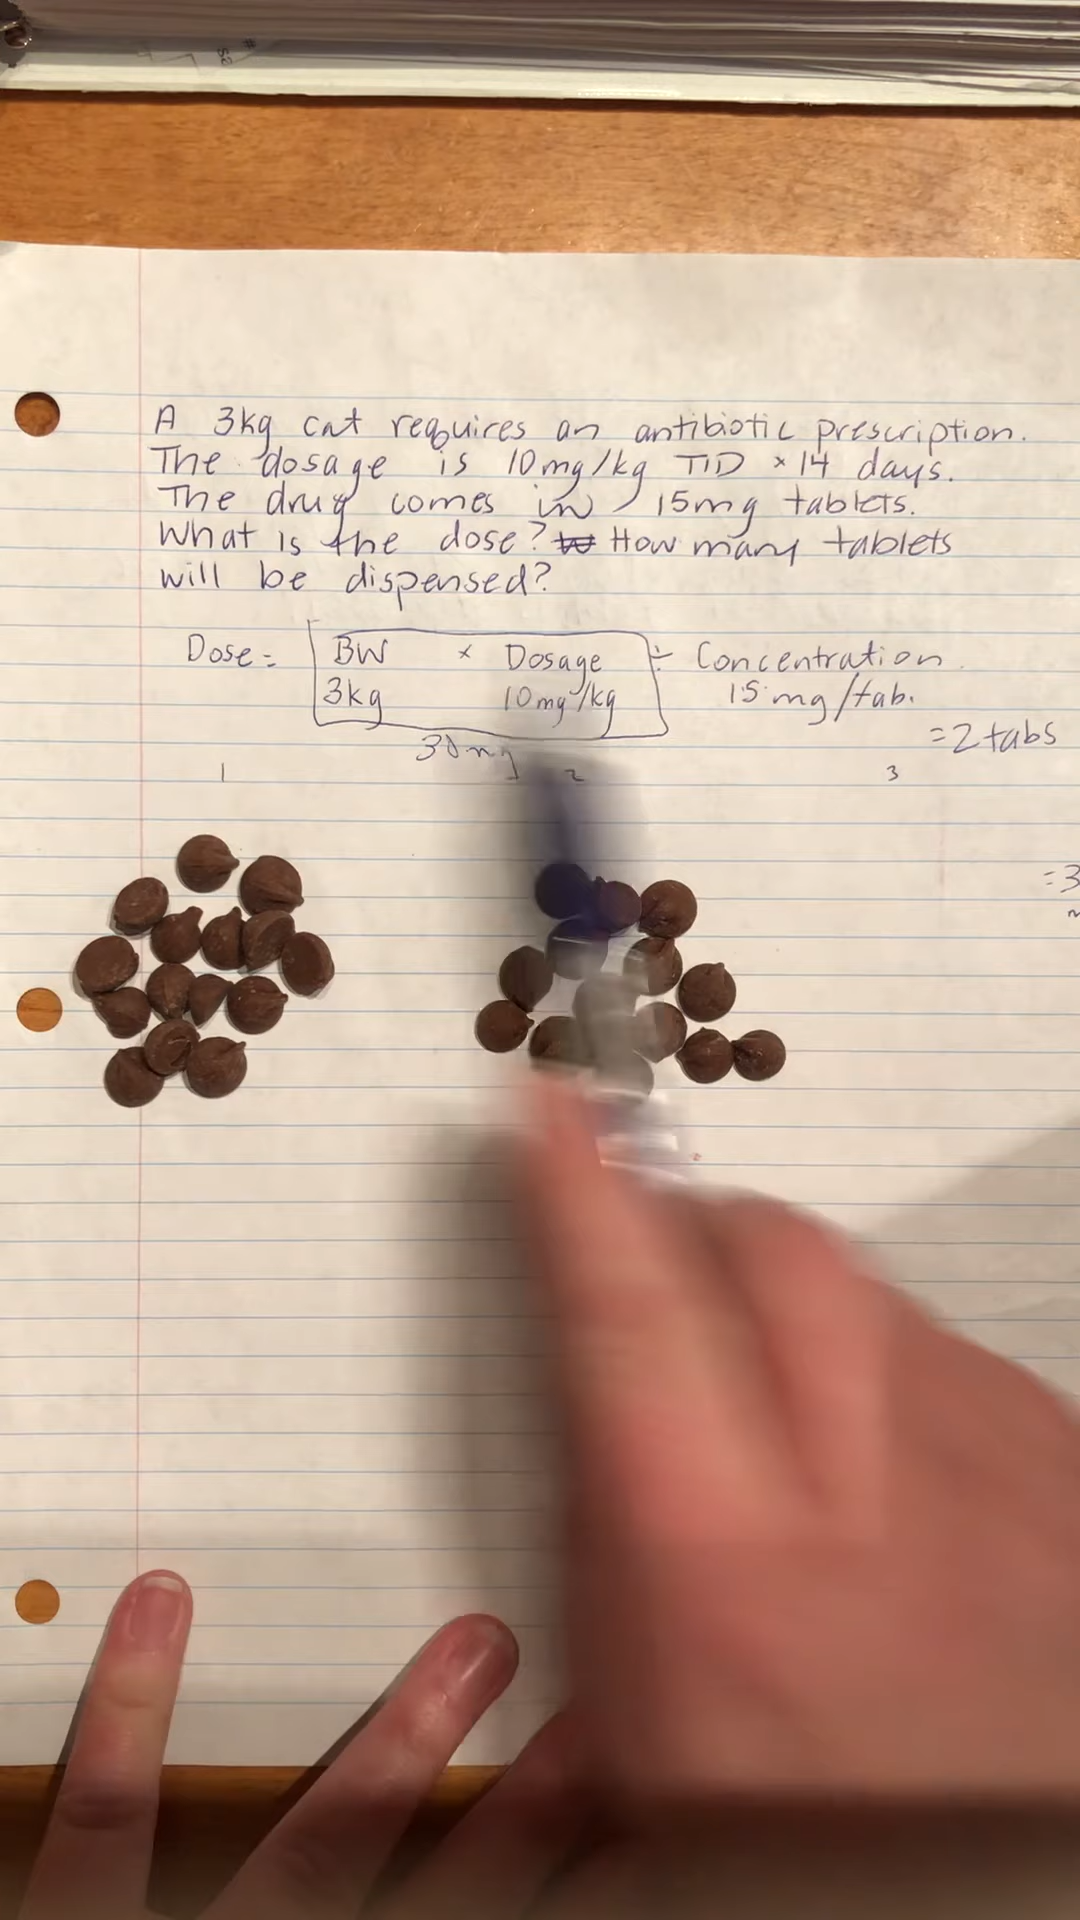 A 3kg cat requires an antibiotic prescription.
The dosage is 10mg/kg TID × 14 days.
The drug comes in 15mg tablets.
What is the dose? How many tablets
will be dispensed?
Dose = BW × Dosage ÷ Concentration
3kg 10mg/kg 15mg/tab.
= 2 tabs
30mg
1 2 3
=3